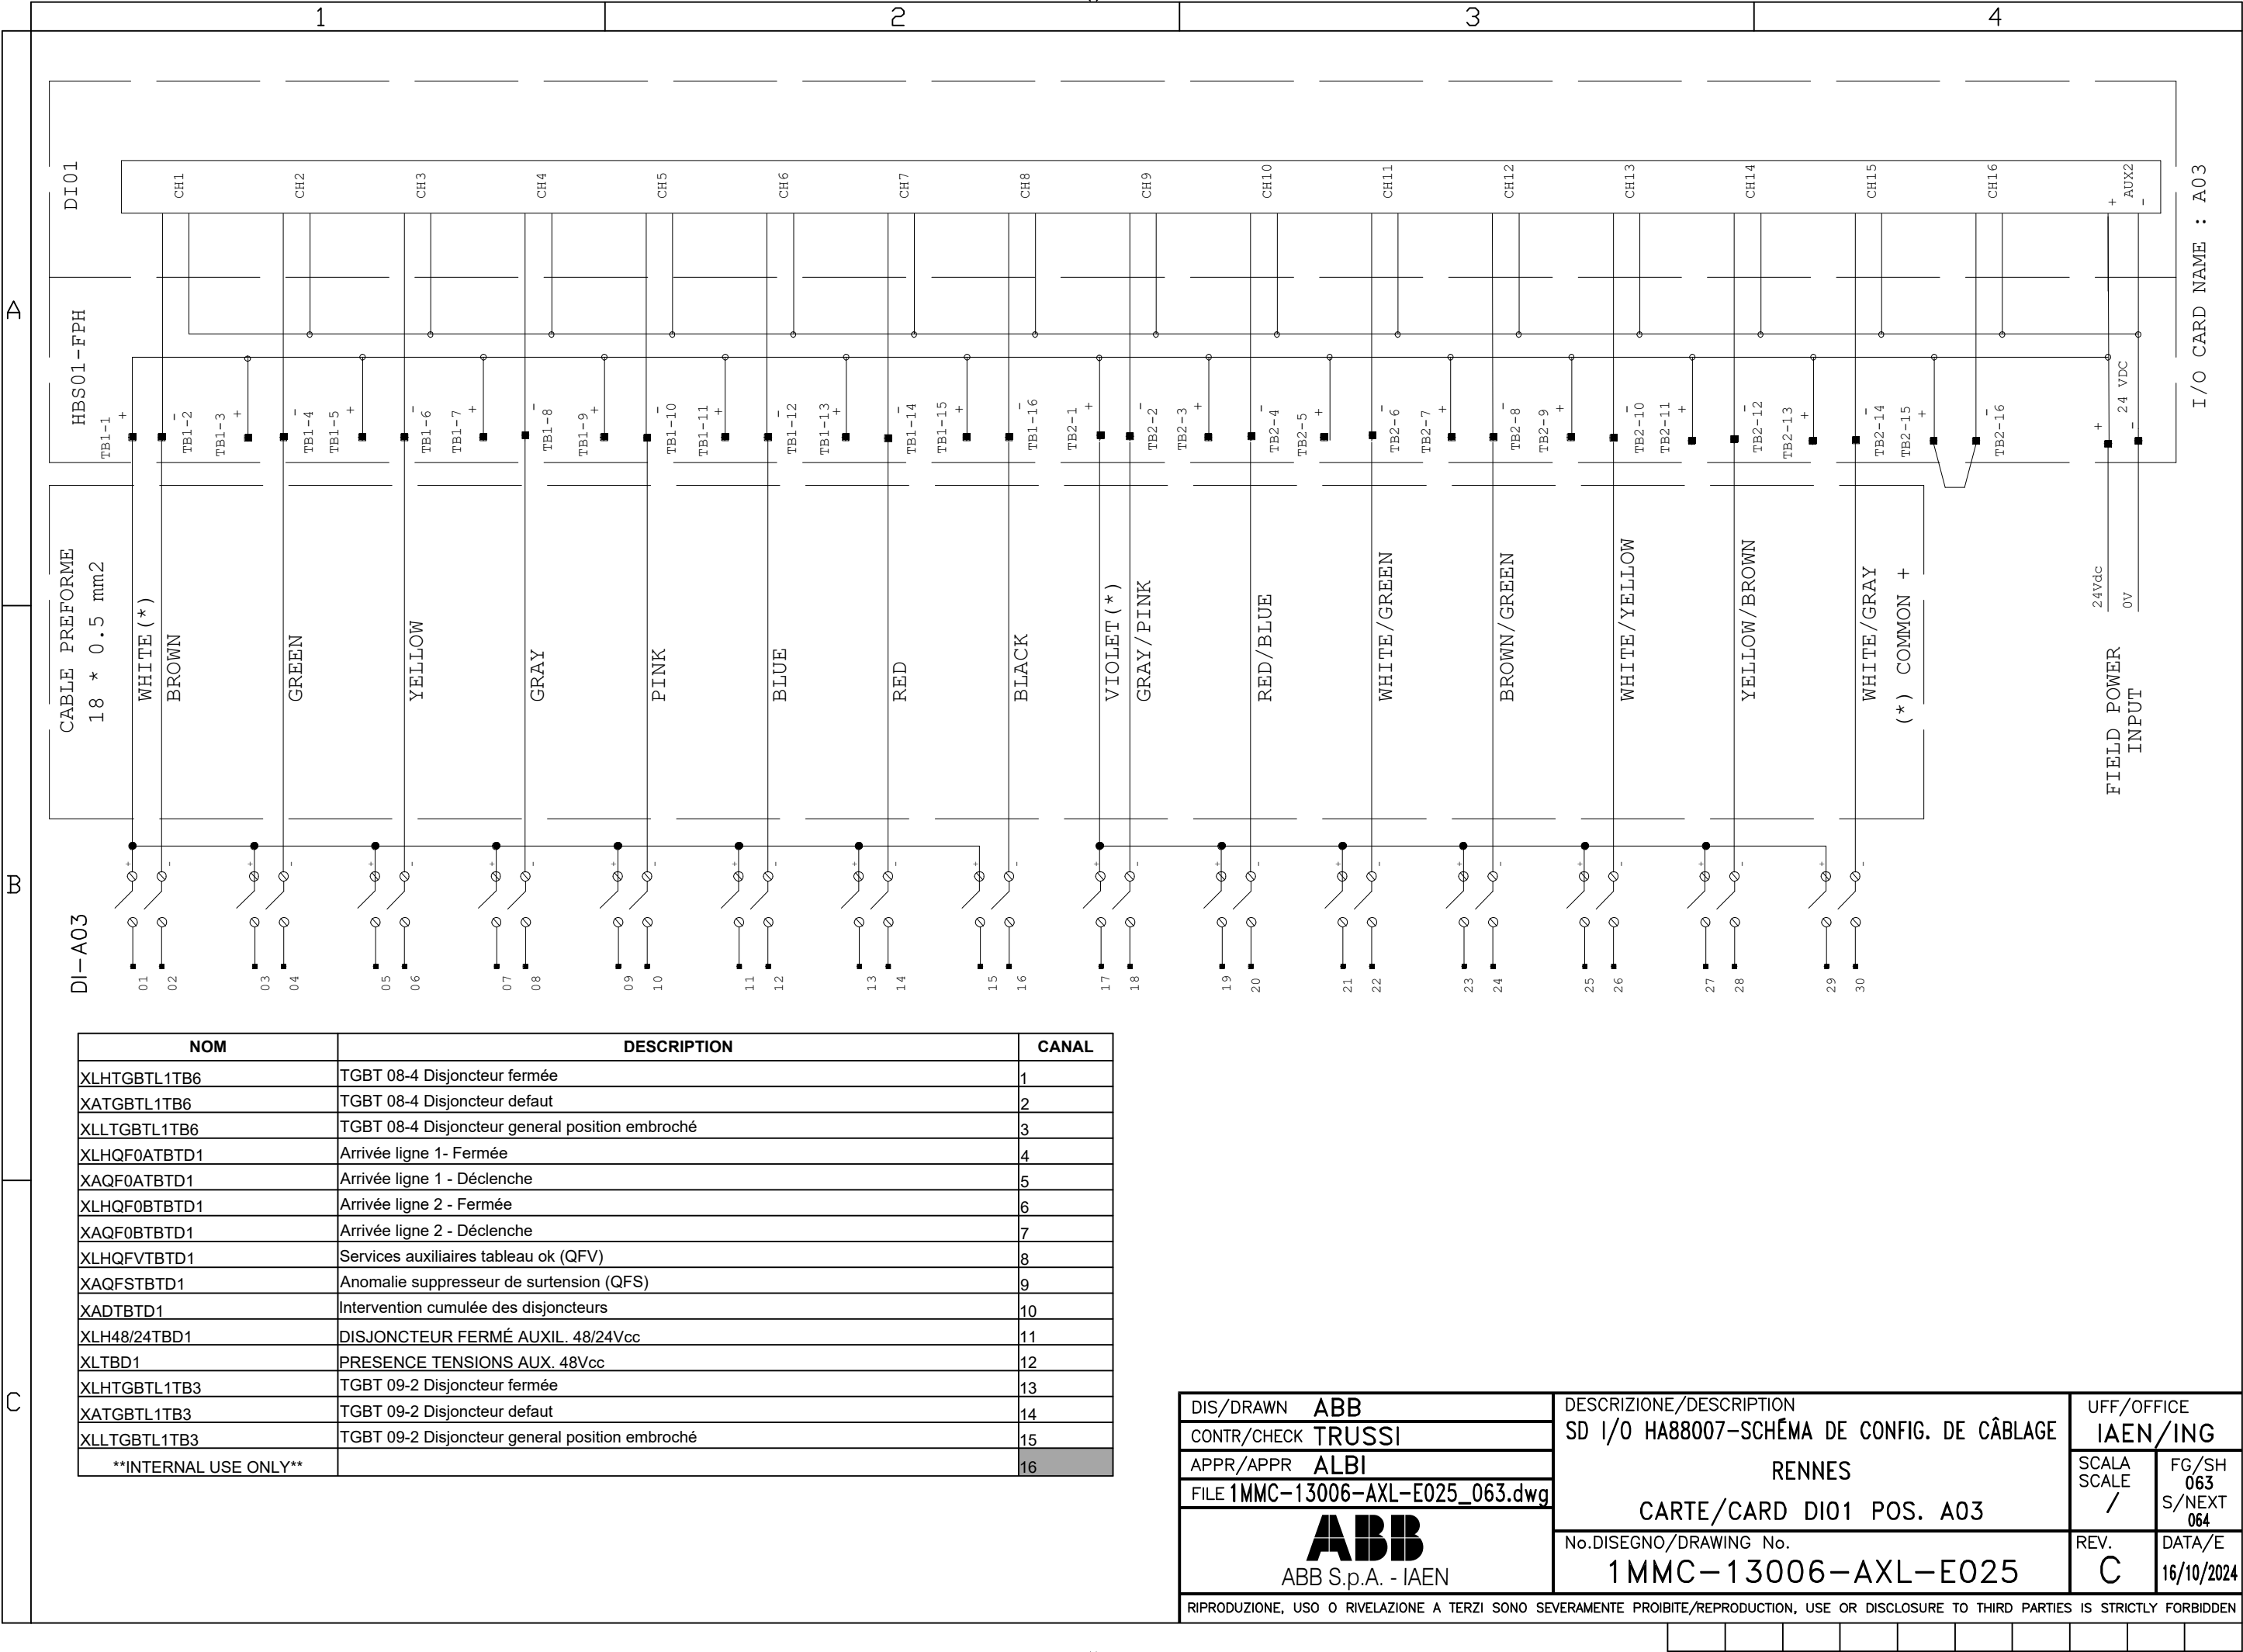 1 2 3 4
A
B
C
DI01
CH1 CH2 CH3 CH4 CH5 CH6 CH7 CH8 CH9 CH10 CH11 CH12 CH13 CH14 CH15 CH16 AUX2
+ -
I/O CARD NAME : A03
HBS01-FPH
TB1-1 + TB1-2 - TB1-3 + TB1-4 - TB1-5 + TB1-6 - TB1-7 + TB1-8 - TB1-9 + TB1-10 - TB1-11 + TB1-12 - TB1-13 + TB1-14 - TB1-15 + TB1-16 - TB2-1 + TB2-2 - TB2-3 + TB2-4 - TB2-5 + TB2-6 - TB2-7 + TB2-8 - TB2-9 + TB2-10 - TB2-11 + TB2-12 - TB2-13 + TB2-14 - TB2-15 + TB2-16 - + 24 VDC -
CABLE PREFORME
18 * 0.5 mm2
WHITE(*) BROWN GREEN YELLOW GRAY PINK BLUE RED BLACK VIOLET(*) GRAY/PINK RED/BLUE WHITE/GREEN BROWN/GREEN WHITE/YELLOW YELLOW/BROWN WHITE/GRAY
(*) COMMON +
24Vdc 0V
FIELD POWER
INPUT
+ - + - + - + - + - + - + - + - + - + - + - + - + - + - + -
DI-A03
01 02 03 04 05 06 07 08 09 10 11 12 13 14 15 16 17 18 19 20 21 22 23 24 25 26 27 28 29 30
NOM DESCRIPTION CANAL
XLHTGBTL1TB6 TGBT 08-4 Disjoncteur fermée 1
XATGBTL1TB6 TGBT 08-4 Disjoncteur defaut 2
XLLTGBTL1TB6 TGBT 08-4 Disjoncteur general position embroché 3
XLHQF0ATBTD1 Arrivée ligne 1- Fermée 4
XAQF0ATBTD1 Arrivée ligne 1 - Déclenche 5
XLHQF0BTBTD1 Arrivée ligne 2 - Fermée 6
XAQF0BTBTD1 Arrivée ligne 2 - Déclenche 7
XLHQFVTBTD1 Services auxiliaires tableau ok (QFV) 8
XAQFSTBTD1 Anomalie suppresseur de surtension (QFS) 9
XADTBTD1 Intervention cumulée des disjoncteurs 10
XLH48/24TBD1 DISJONCTEUR FERMÉ AUXIL. 48/24Vcc 11
XLTBD1 PRESENCE TENSIONS AUX. 48Vcc 12
XLHTGBTL1TB3 TGBT 09-2 Disjoncteur fermée 13
XATGBTL1TB3 TGBT 09-2 Disjoncteur defaut 14
XLLTGBTL1TB3 TGBT 09-2 Disjoncteur general position embroché 15
**INTERNAL USE ONLY** 16
DIS/DRAWN ABB
CONTR/CHECK TRUSSI
APPR/APPR ALBI
FILE 1MMC-13006-AXL-E025_063.dwg
ABB
ABB S.p.A. - IAEN
DESCRIZIONE/DESCRIPTION
SD I/O HA88007-SCHÉMA DE CONFIG. DE CÂBLAGE
RENNES
CARTE/CARD DI01 POS. A03
No.DISEGNO/DRAWING No.
1MMC-13006-AXL-E025
UFF/OFFICE
IAEN/ING
SCALA
SCALE
/
FG/SH
063
S/NEXT
064
REV.
C
DATA/E
16/10/2024
RIPRODUZIONE, USO O RIVELAZIONE A TERZI SONO SEVERAMENTE PROIBITE/REPRODUCTION, USE OR DISCLOSURE TO THIRD PARTIES IS STRICTLY FORBIDDEN